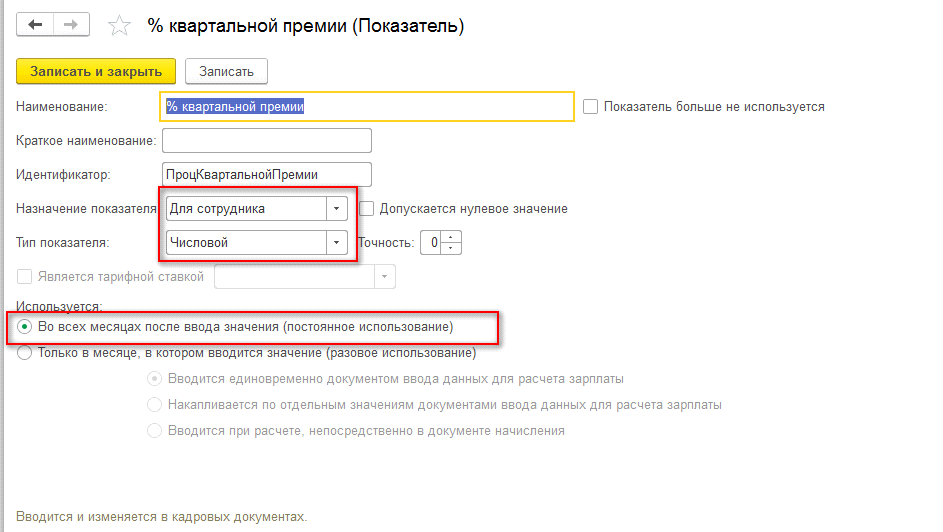 % квартальной премии (Показатель)
Записать и закрыть Записать
Наименование: % квартальной премии Показатель больше не используется
Краткое наименование:
Идентификатор: ПроцКвартальнойПремии
Назначение показателя Для сотрудника Допускается нулевое значение
Тип показателя: Числовой Точность: 0
Является тарифной ставкой
Используется:
Во всех месяцах после ввода значения (постоянное использование)
Только в месяце, в котором вводится значение (разовое использование)
Вводится единовременно документом ввода данных для расчета зарплаты
Накапливается по отдельным значениям документами ввода данных для расчета зарплаты
Вводится при расчете, непосредственно в документе начисления
Вводится и изменяется в кадровых документах.